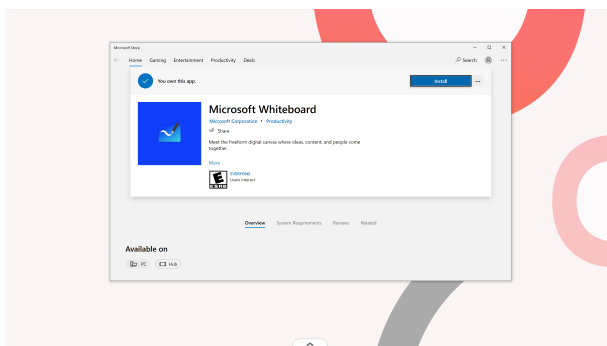 Microsoft Store
Home Gaming Entertainment Productivity Deals
Search
You own this app.
Install
Microsoft Whiteboard
Microsoft Corporation • Productivity
Share
Meet the freeform digital canvas where ideas, content, and people come
together
More
E
ESRB
EVERYONE
Users Interact
Overview System Requirements Reviews Related
Available on
PC Hub